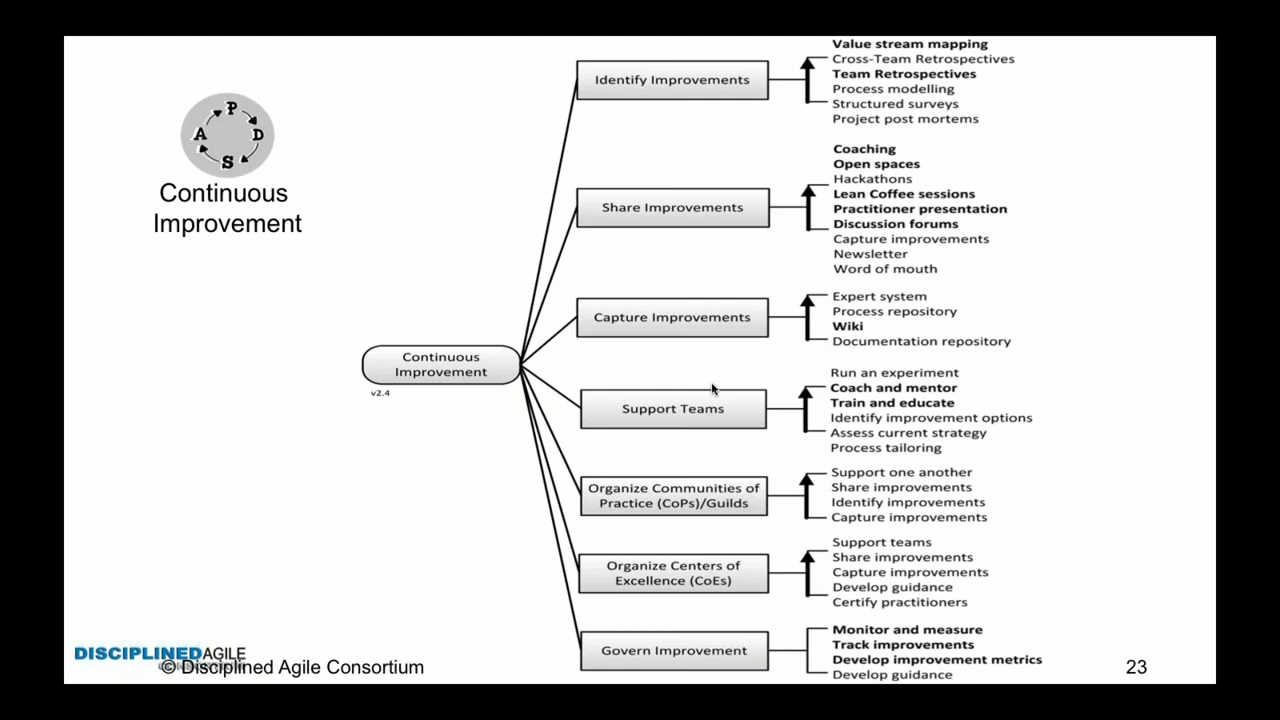 P
A
D
S
Continuous
Improvement
Continuous
Improvement
v2.4
Identify Improvements
Value stream mapping
Cross-Team Retrospectives
Team Retrospectives
Process modelling
Structured surveys
Project post mortems
Share Improvements
Coaching
Open spaces
Hackathons
Lean Coffee sessions
Practitioner presentation
Discussion forums
Capture improvements
Newsletter
Word of mouth
Capture Improvements
Expert system
Process repository
Wiki
Documentation repository
Support Teams
Run an experiment
Coach and mentor
Train and educate
Identify improvement options
Assess current strategy
Process tailoring
Organize Communities of
Practice (CoPs)/Guilds
Support one another
Share improvements
Identify improvements
Capture improvements
Organize Centers of
Excellence (CoEs)
Support teams
Share improvements
Capture improvements
Develop guidance
Certify practitioners
Govern Improvement
Monitor and measure
Track improvements
Develop improvement metrics
Develop guidance
DISCIPLINEDAGILE
© Disciplined Agile Consortium
23